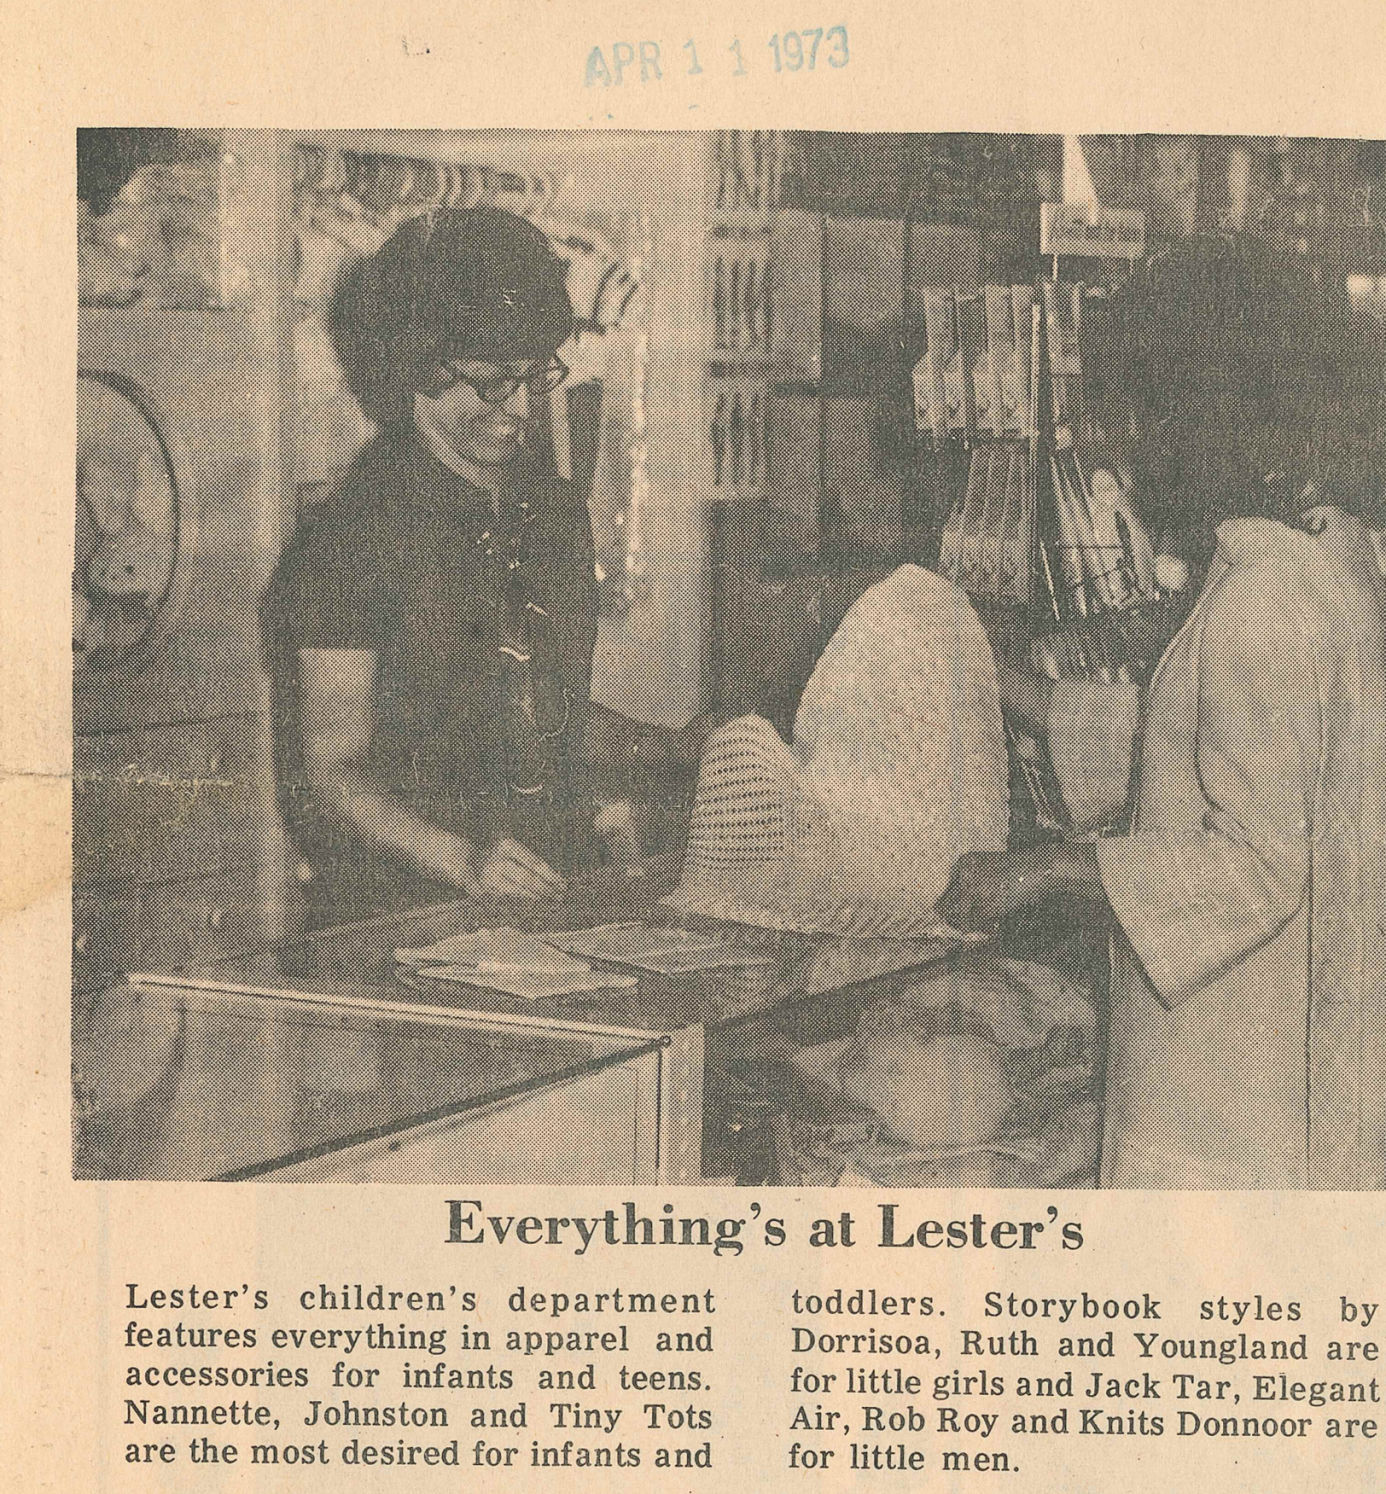 APR 11 1973
Everything's at Lester's
Lester's children's department
features everything in apparel and
accessories for infants and teens.
Nannette, Johnston and Tiny Tots
are the most desired for infants and
toddlers. Storybook styles by
Dorrisoa, Ruth and Youngland are
for little girls and Jack Tar, Elegant
Air, Rob Roy and Knits Donnoor are
for little men.